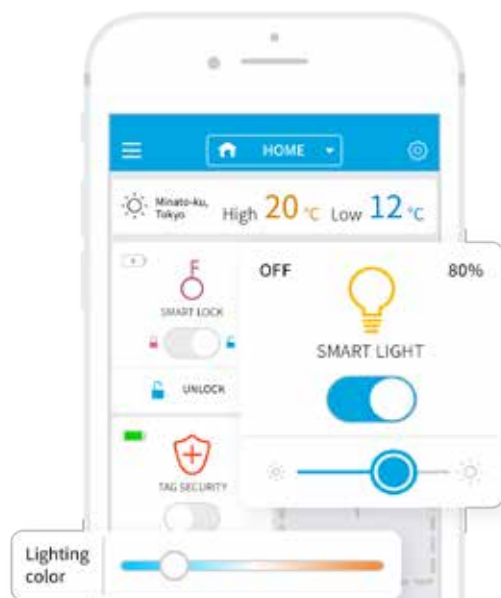 HOME
Minato-ku,
Tokyo
High 20 °C Low 12 °C
SMART LOCK
UNLOCK
TAG SECURITY
OFF 80%
SMART LIGHT
Lighting
color